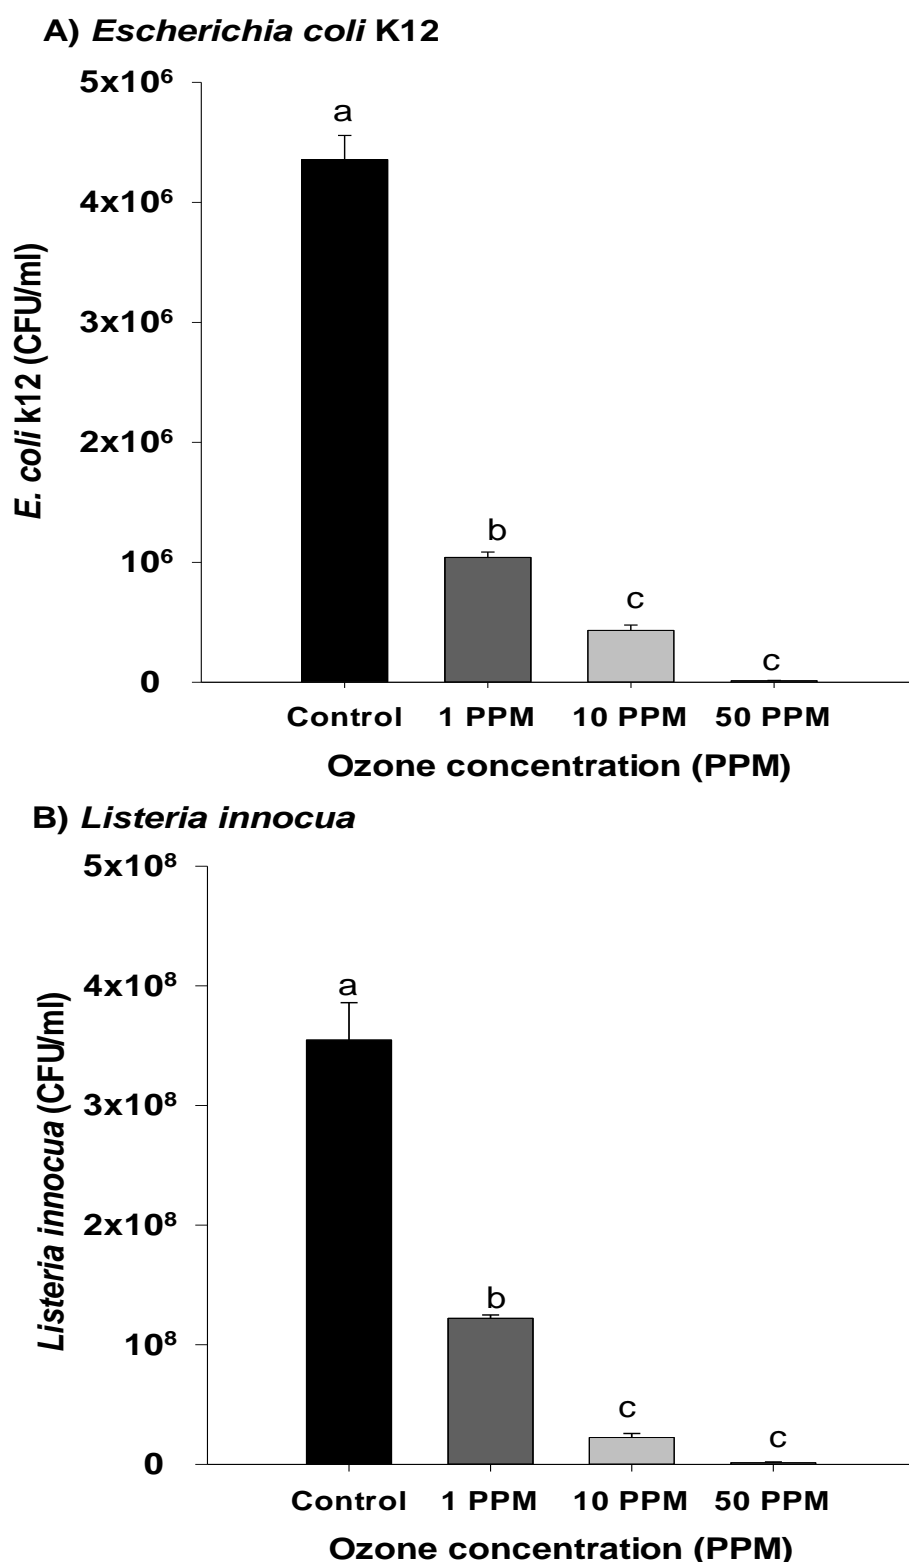 A) Escherichia coli K12
5x10⁶
4x10⁶
3x10⁶
2x10⁶
10⁶
0
E. coli k12 (CFU/ml)
a
b
c
c
Control 1 PPM 10 PPM 50 PPM
Ozone concentration (PPM)
B) Listeria innocua
5x10⁸
4x10⁸
3x10⁸
2x10⁸
10⁸
0
Listeria innocua (CFU/ml)
a
b
c
c
Control 1 PPM 10 PPM 50 PPM
Ozone concentration (PPM)